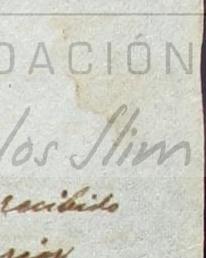 DACIÓN
los Slim
recibido